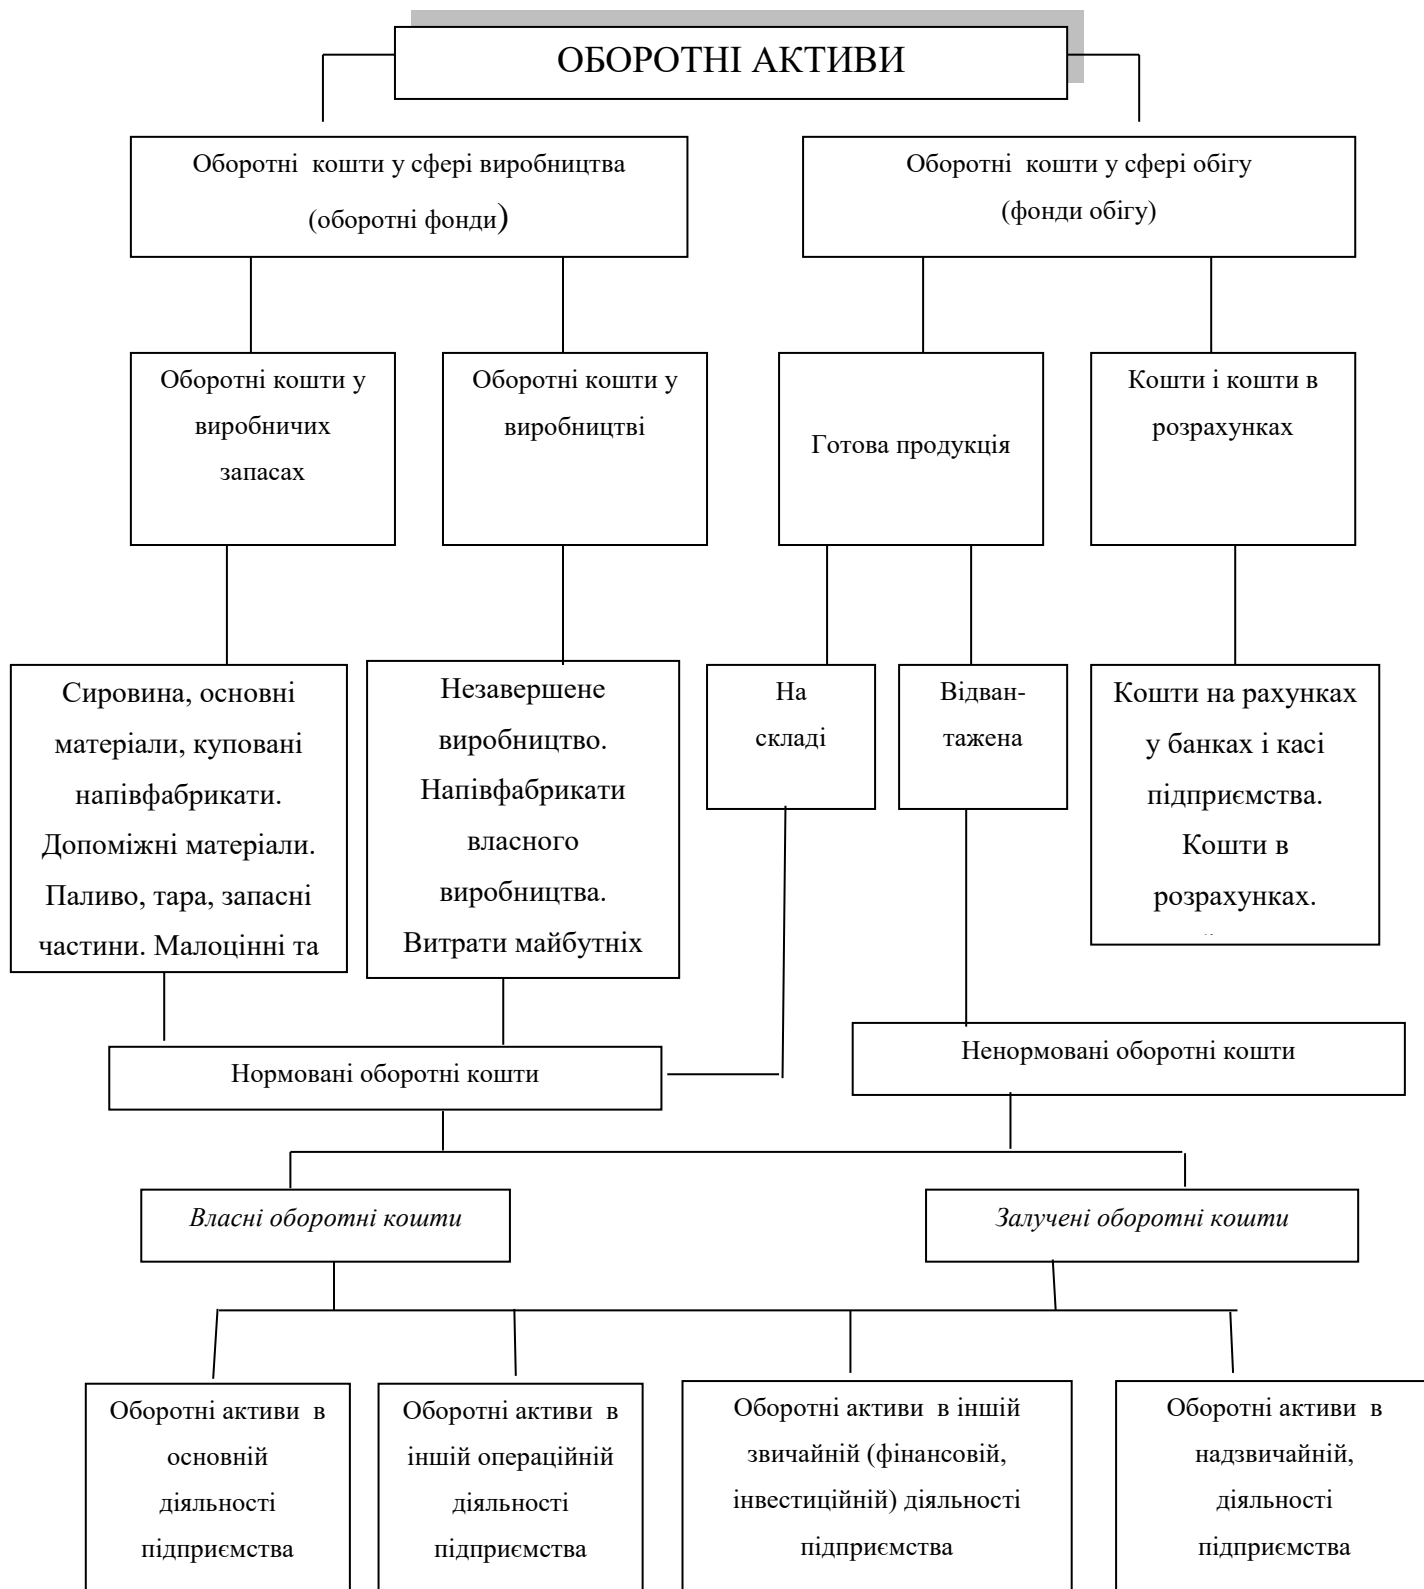 ОБОРОТНІ АКТИВИ
Оборотні кошти у сфері виробництва
(оборотні фонди)
Оборотні кошти у сфері обігу
(фонди обігу)
Оборотні кошти у
виробничих
запасах
Оборотні кошти у
виробництві
Готова продукція
Кошти і кошти в
розрахунках
Сировина, основні
матеріали, куповані
напівфабрикати.
Допоміжні матеріали.
Паливо, тара, запасні
частини. Малоцінні та
Незавершене
виробництво.
Напівфабрикати
власного
виробництва.
Витрати майбутніх
На
складі
Відван-
тажена
Кошти на рахунках
у банках і касі
підприємства.
Кошти в
розрахунках.
Нормовані оборотні кошти
Ненормовані оборотні кошти
Власні оборотні кошти
Залучені оборотні кошти
Оборотні активи в
основній
діяльності
підприємства
Оборотні активи в
іншій операційній
діяльності
підприємства
Оборотні активи в іншій
звичайній (фінансовій,
інвестиційній) діяльності
підприємства
Оборотні активи в
надзвичайній,
діяльності
підприємства